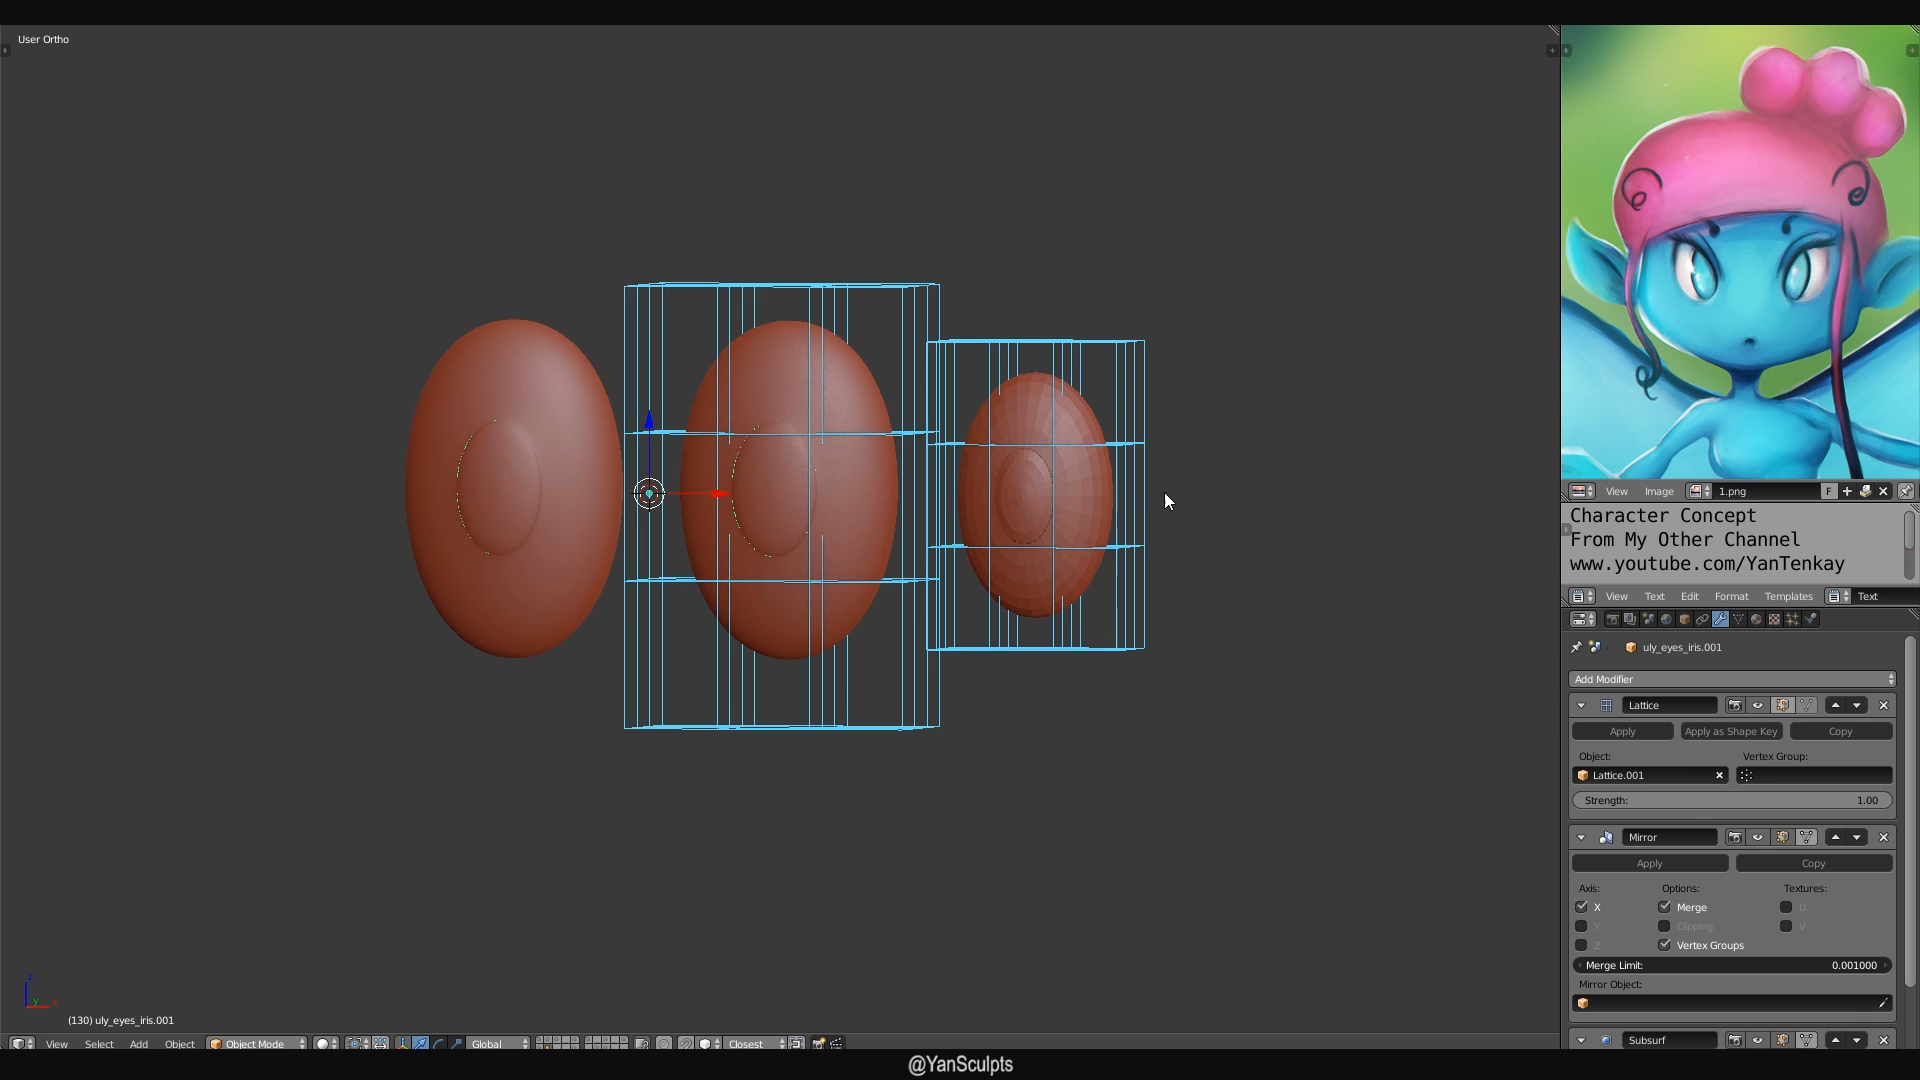 User Ortho
View Image 1.png F
Character Concept
From My Other Channel
www.youtube.com/YanTenkay
View Text Edit Format Templates Text
uly_eyes_iris.001
Add Modifier
Lattice
Apply Apply as Shape Key Copy
Object: Vertex Group:
Lattice.001
Strength: 1.00
Mirror
Apply Copy
Axis: Options: Textures:
X Merge U
Y Clipping V
Z Vertex Groups
Merge Limit: 0.001000
Mirror Object:
Subsurf
z
y x
(130) uly_eyes_iris.001
View Select Add Object Object Mode Global Closest
@YanSculpts